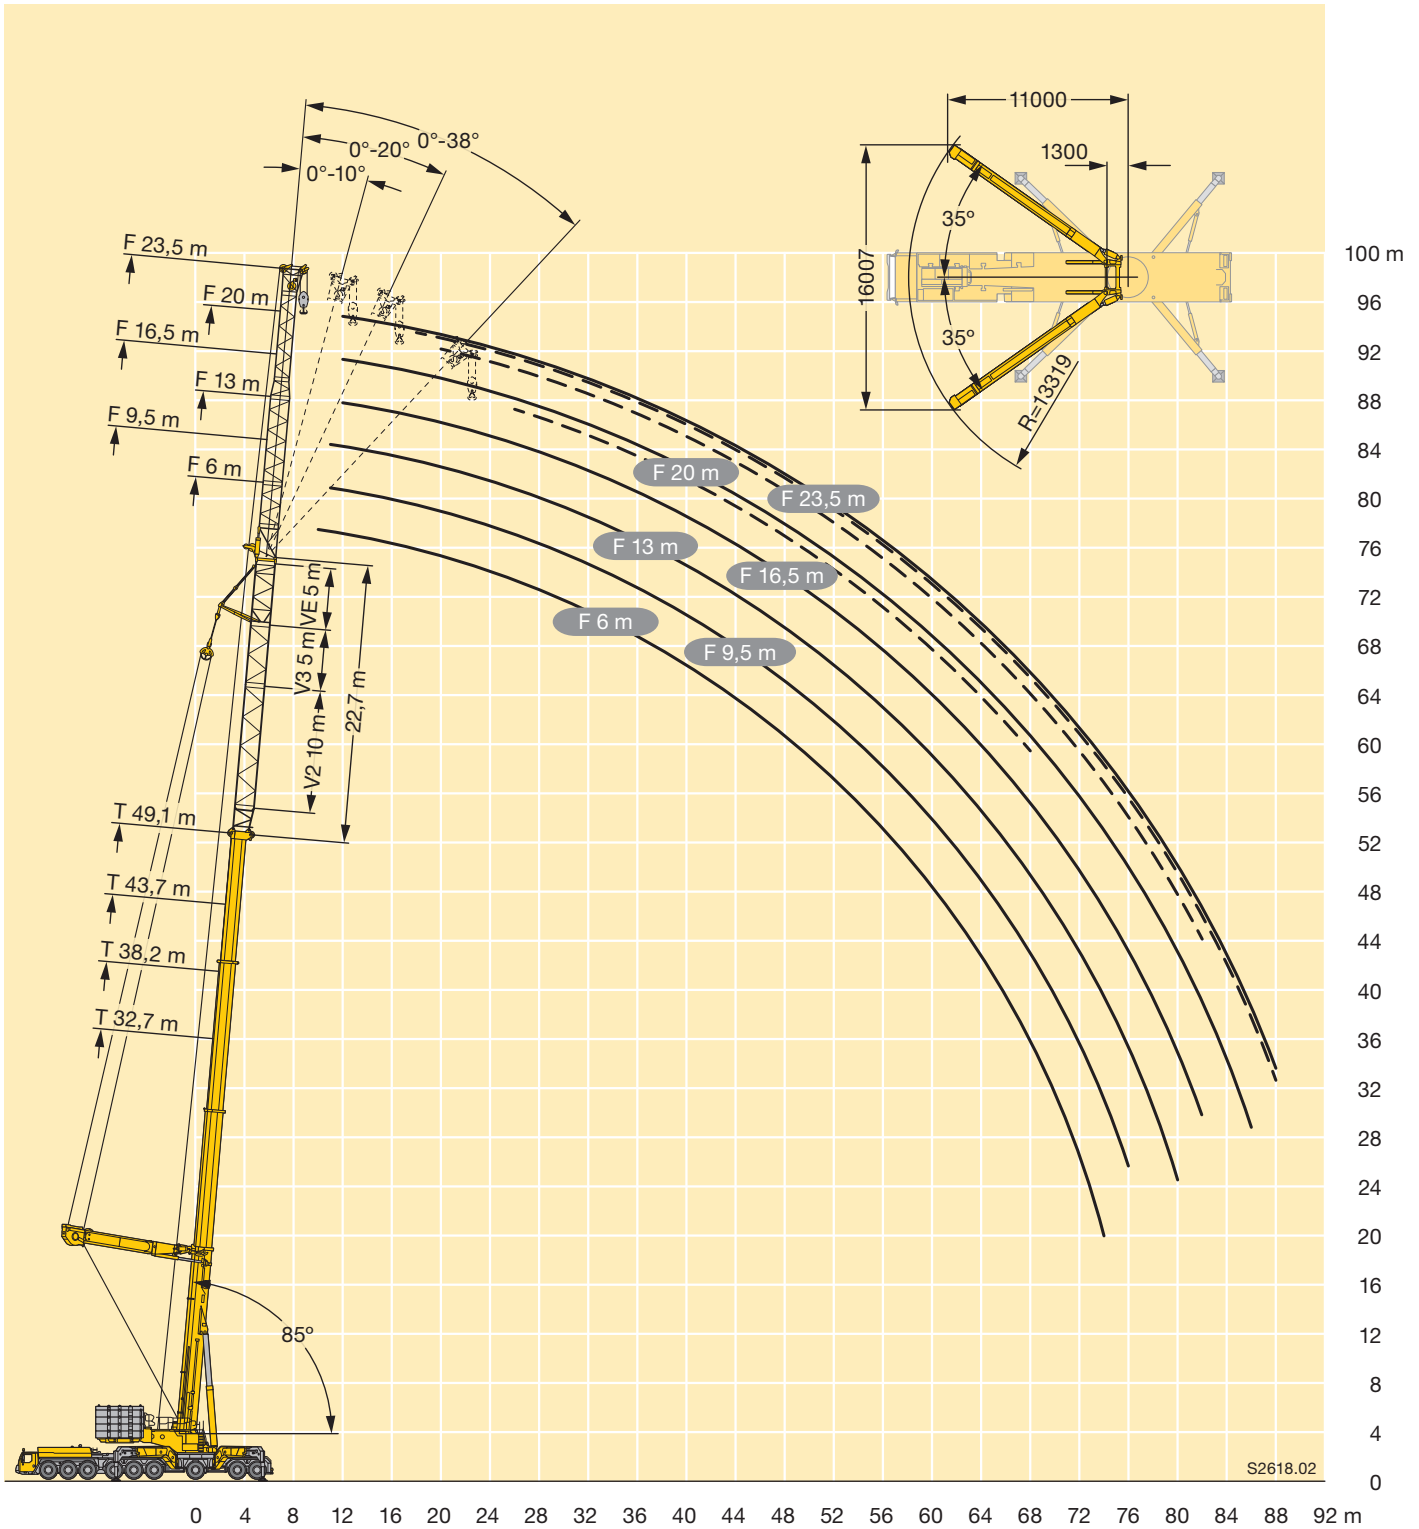 11000
1300
0°-38°
0°-20°
0°-10°
35°
16007
35°
R=13319
F 23,5 m
F 20 m
F 16,5 m
F 13 m
F 9,5 m
F 6 m
100 m
96
92
88
84
80
76
72
68
64
60
56
52
48
44
40
36
32
28
24
20
16
12
8
4
0
F 20 m
F 23,5 m
F 13 m
F 16,5 m
F 6 m
F 9,5 m
VE 5 m
V3 5 m
22,7 m
V2 10 m
T 49,1 m
T 43,7 m
T 38,2 m
T 32,7 m
85°
S2618.02
0 4 8 12 16 20 24 28 32 36 40 44 48 52 56 60 64 68 72 76 80 84 88 92 m